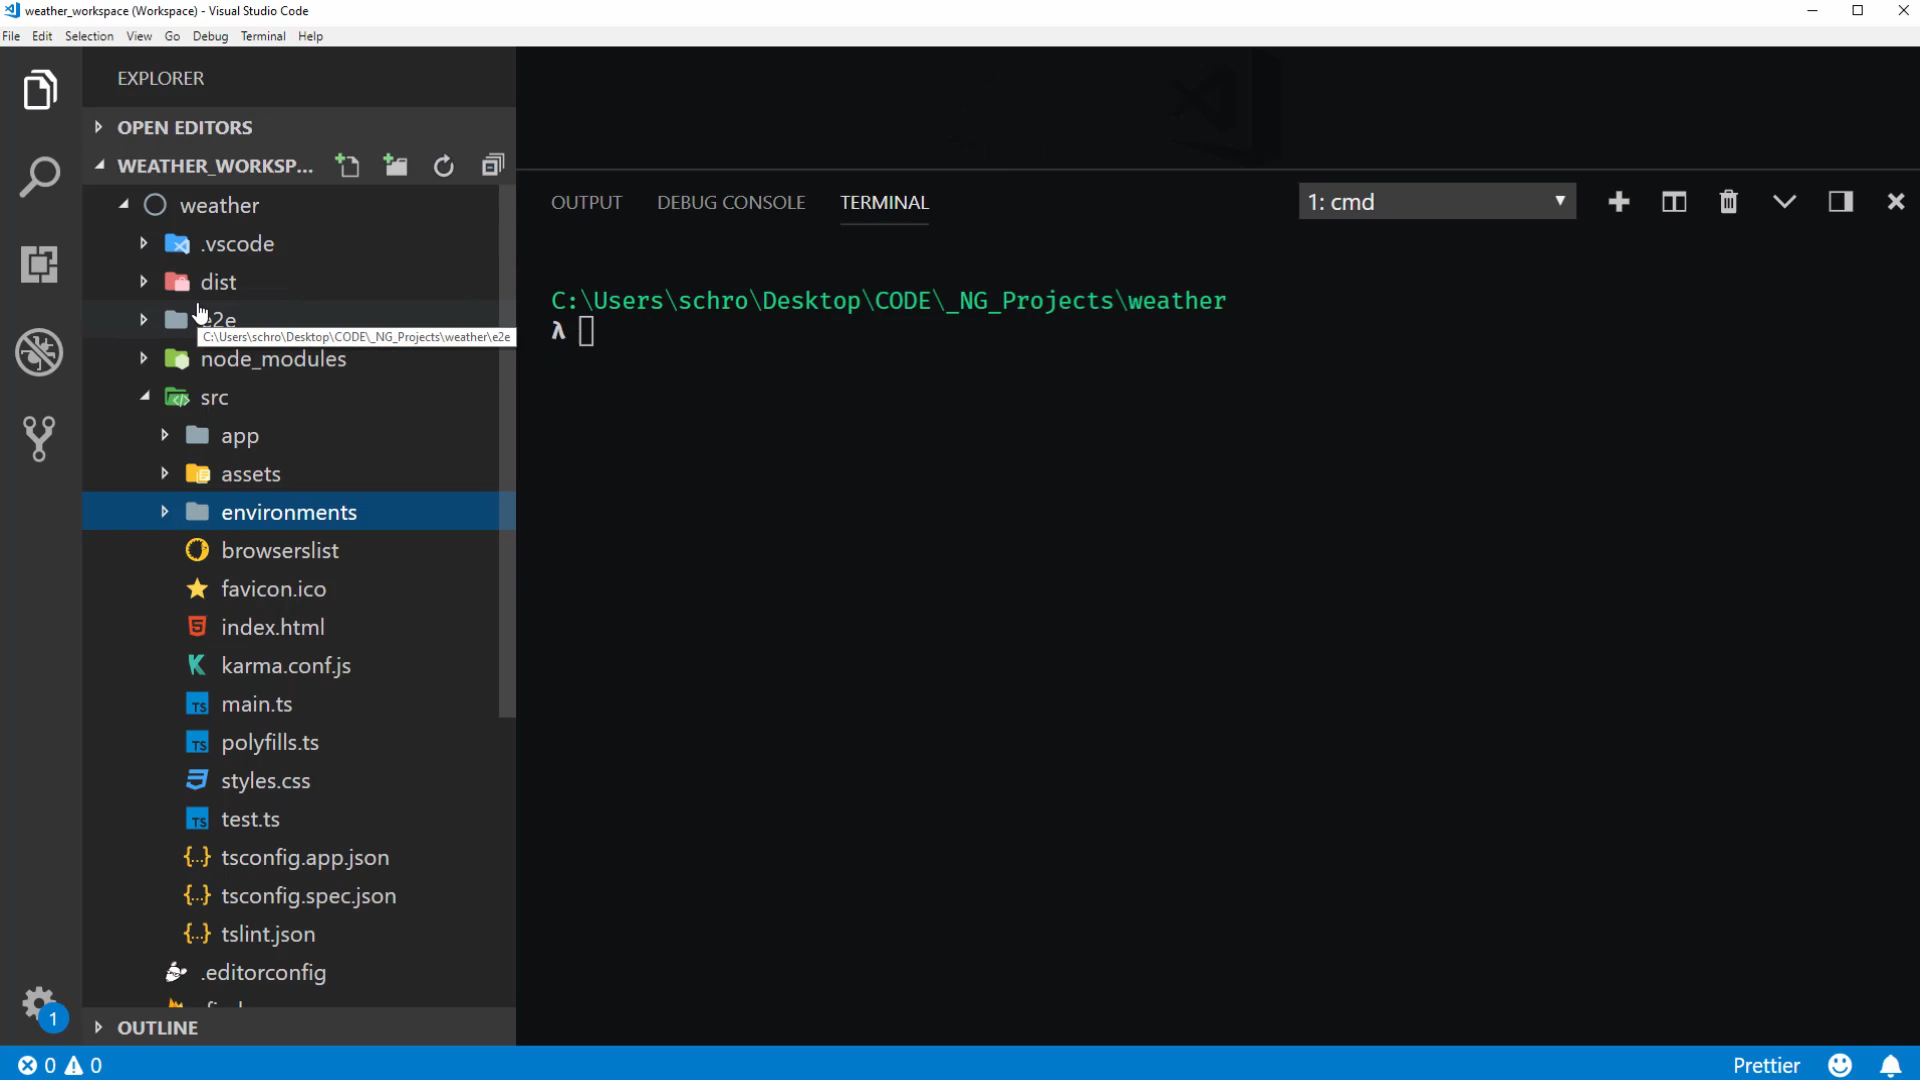 weather_workspace (Workspace) - Visual Studio Code
File Edit Selection View Go Debug Terminal Help
EXPLORER
OPEN EDITORS
WEATHER_WORKSP...
weather
.vscode
dist
e2e
C:\Users\schro\Desktop\CODE\_NG_Projects\weather\e2e
node_modules
src
app
assets
environments
browserslist
favicon.ico
index.html
karma.conf.js
main.ts
polyfills.ts
styles.css
test.ts
tsconfig.app.json
tsconfig.spec.json
tslint.json
.editorconfig
OUTLINE
1
OUTPUT DEBUG CONSOLE TERMINAL 1: cmd
C:\Users\schro\Desktop\CODE\_NG_Projects\weather
λ
0 0 Prettier